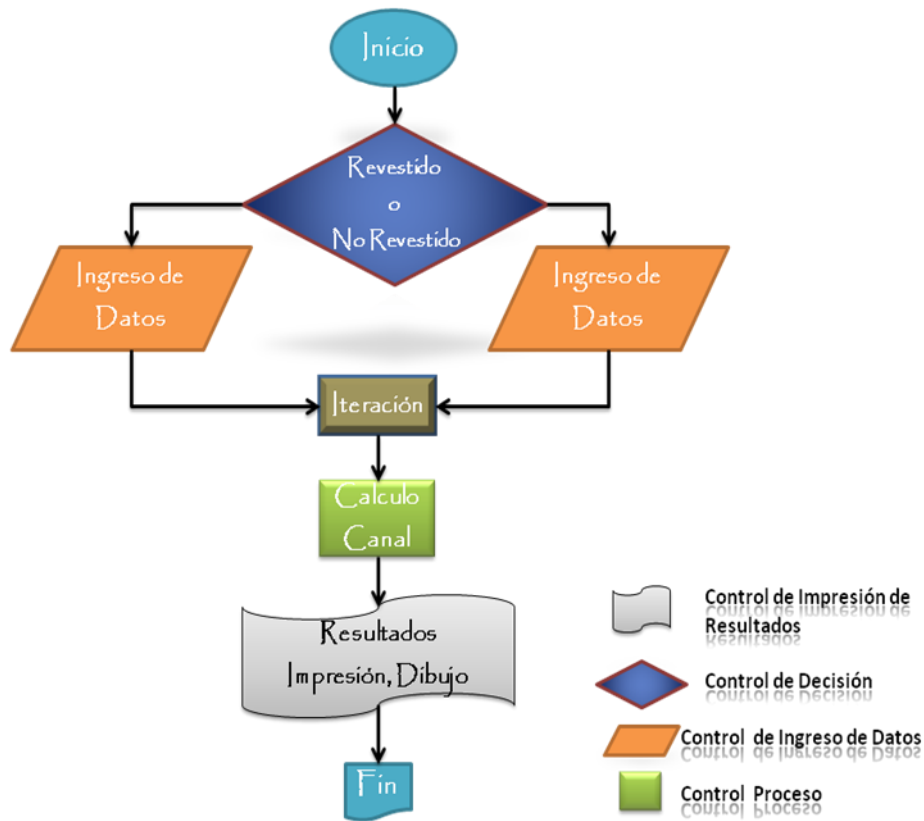 Inicio
Revestido
o
No Revestido
Ingreso de
Datos
Ingreso de
Datos
Iteración
Calculo
Canal
Resultados
Impresión, Dibujo
Fin
Control de Impresión de
Resultados
Control de Decisión
Control de Ingreso de Datos
Control Proceso